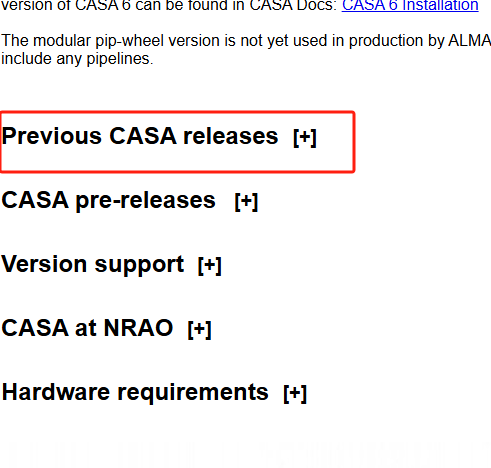 version of CASA 6 can be found in CASA Docs: CASA 6 Installation
The modular pip-wheel version is not yet used in production by ALMA
include any pipelines.
Previous CASA releases [+]
CASA pre-releases [+]
Version support [+]
CASA at NRAO [+]
Hardware requirements [+]